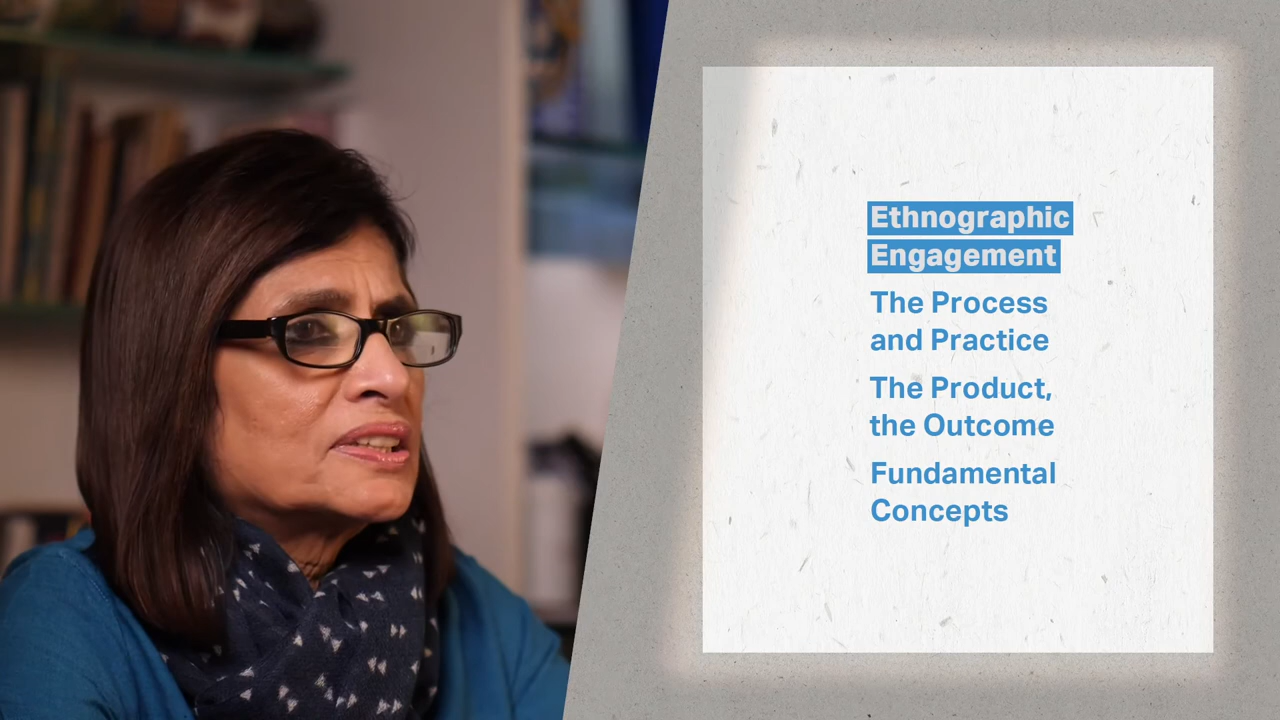 Ethnographic
Engagement
The Process
and Practice
The Product,
the Outcome
Fundamental
Concepts